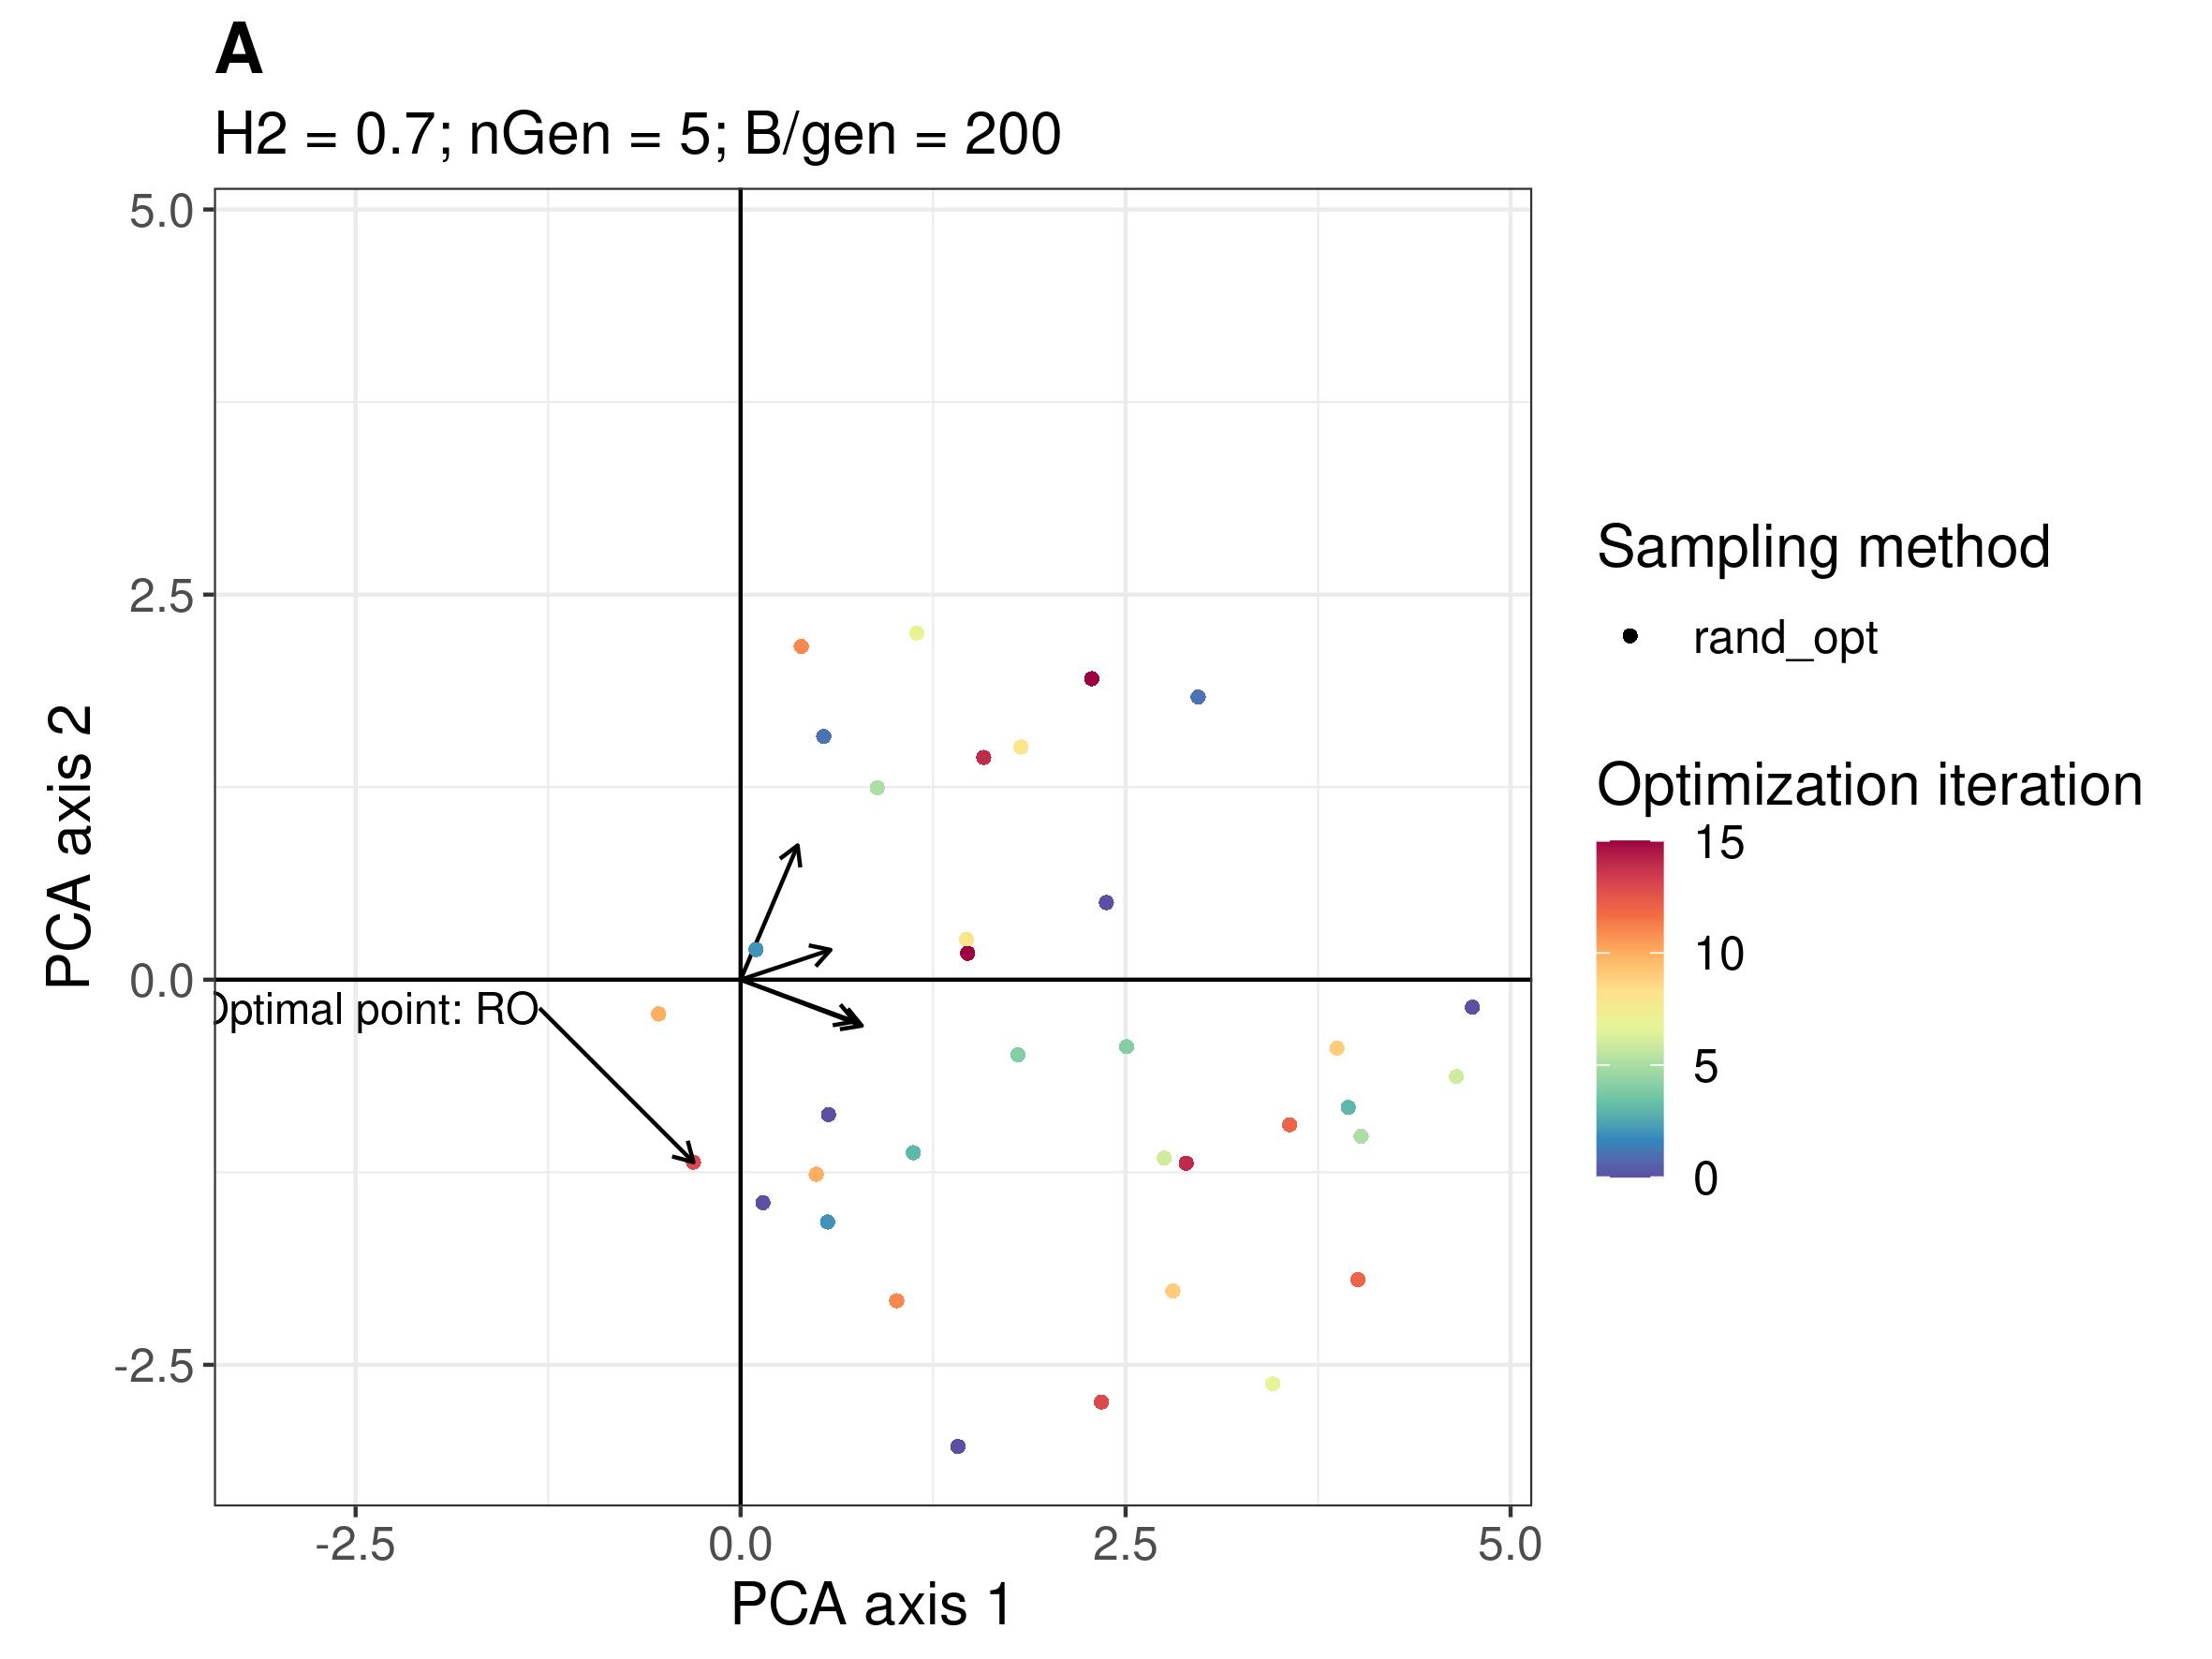 A
H2 = 0.7; nGen = 5; B/gen = 200
5.0
2.5
0.0
-2.5
PCA axis 2
Optimal point: RO
-2.5
0.0
2.5
5.0
PCA axis 1
Sampling method
rand_opt
Optimization iteration
15
10
5
0